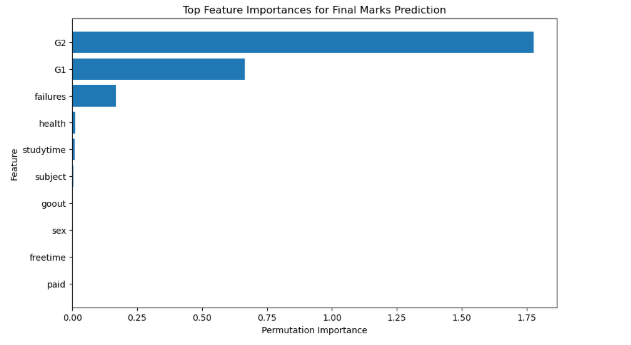 Top Feature Importances for Final Marks Prediction
G2
G1
failures
health
studytime
subject
goout
sex
freetime
paid
Feature
0.00 0.25 0.50 0.75 1.00 1.25 1.50 1.75
Permutation Importance